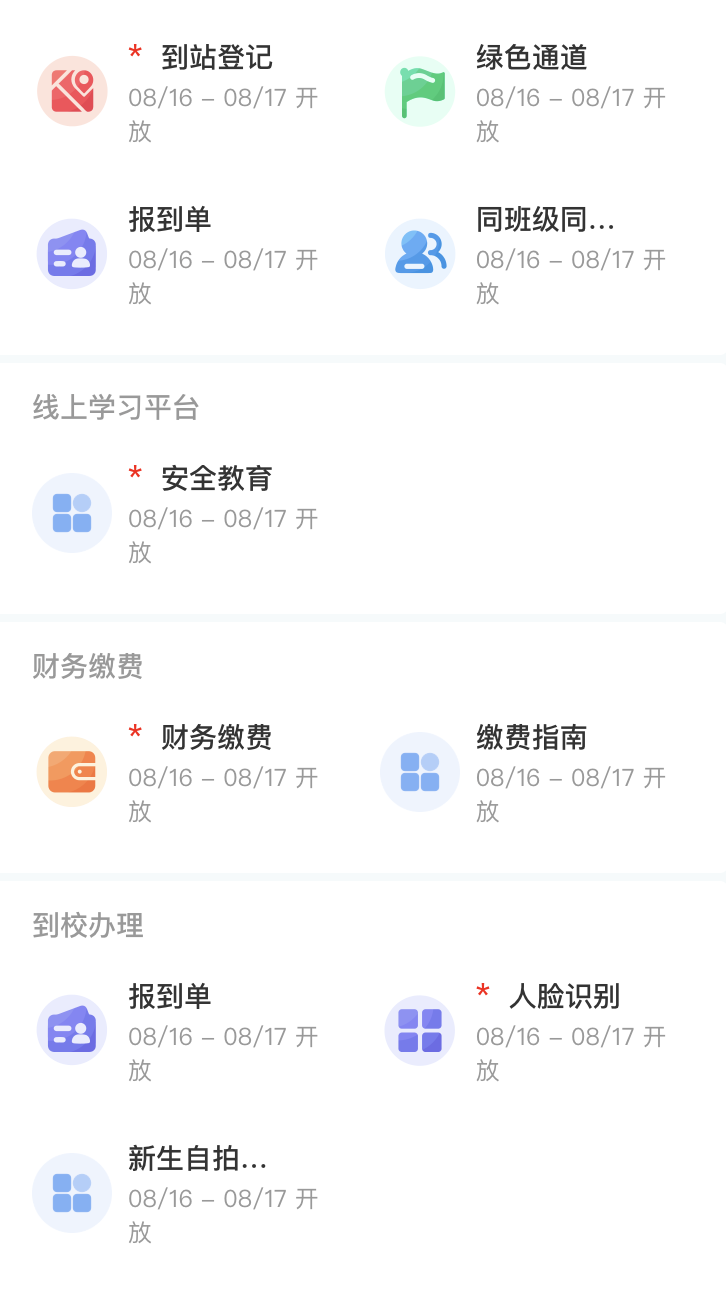 * 到站登记
08/16 – 08/17 开
放
绿色通道
08/16 – 08/17 开
放
报到单
08/16 – 08/17 开
放
同班级同...
08/16 – 08/17 开
放
线上学习平台
* 安全教育
08/16 – 08/17 开
放
财务缴费
* 财务缴费
08/16 – 08/17 开
放
缴费指南
08/16 – 08/17 开
放
到校办理
报到单
08/16 – 08/17 开
放
* 人脸识别
08/16 – 08/17 开
放
新生自拍...
08/16 – 08/17 开
放